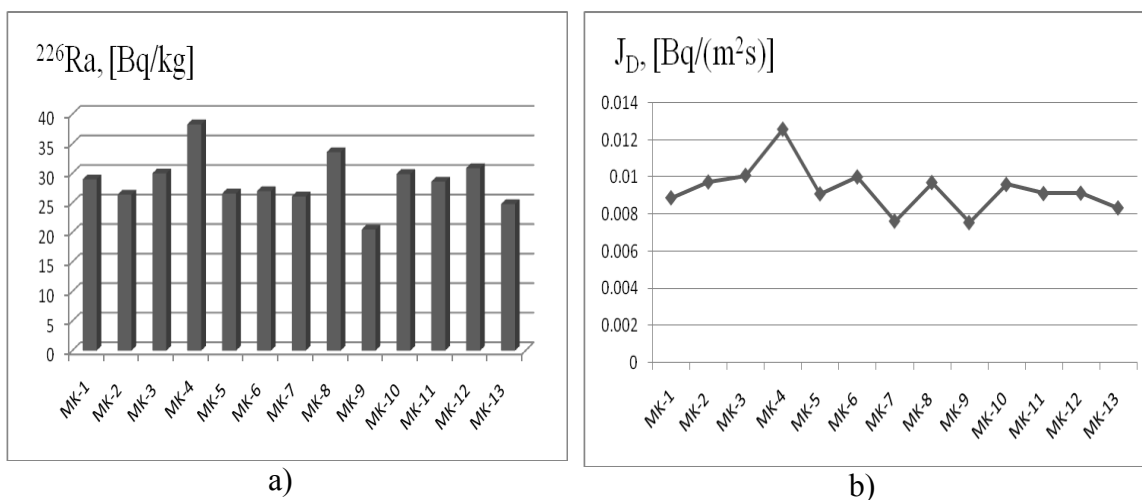 ²²⁶Ra, [Bq/kg]
40
35
30
25
20
15
10
5
0
MK-1
MK-2
MK-3
MK-4
MK-5
MK-6
MK-7
MK-8
MK-9
MK-10
MK-11
MK-12
MK-13
a)
J_D, [Bq/(m²s)]
0.014
0.012
0.01
0.008
0.006
0.004
0.002
0
MK-1
MK-2
MK-3
MK-4
MK-5
MK-6
MK-7
MK-8
MK-9
MK-10
MK-11
MK-12
MK-13
b)